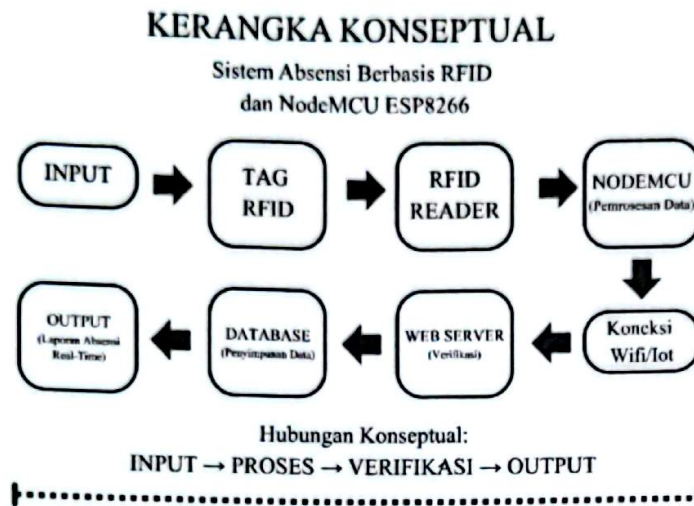 KERANGKA KONSEPTUAL
Sistem Absensi Berbasis RFID
dan NodeMCU ESP8266
INPUT
TAG
RFID
RFID
READER
NODEMCU
(Pemrosesan Data)
Koneksi
Wifi/Iot
WEB SERVER
(Verifikasi)
DATABASE
(Penyimpanan Data)
OUTPUT
(Laporan Absensi
Real-Time)
Hubungan Konseptual:
INPUT → PROSES → VERIFIKASI → OUTPUT